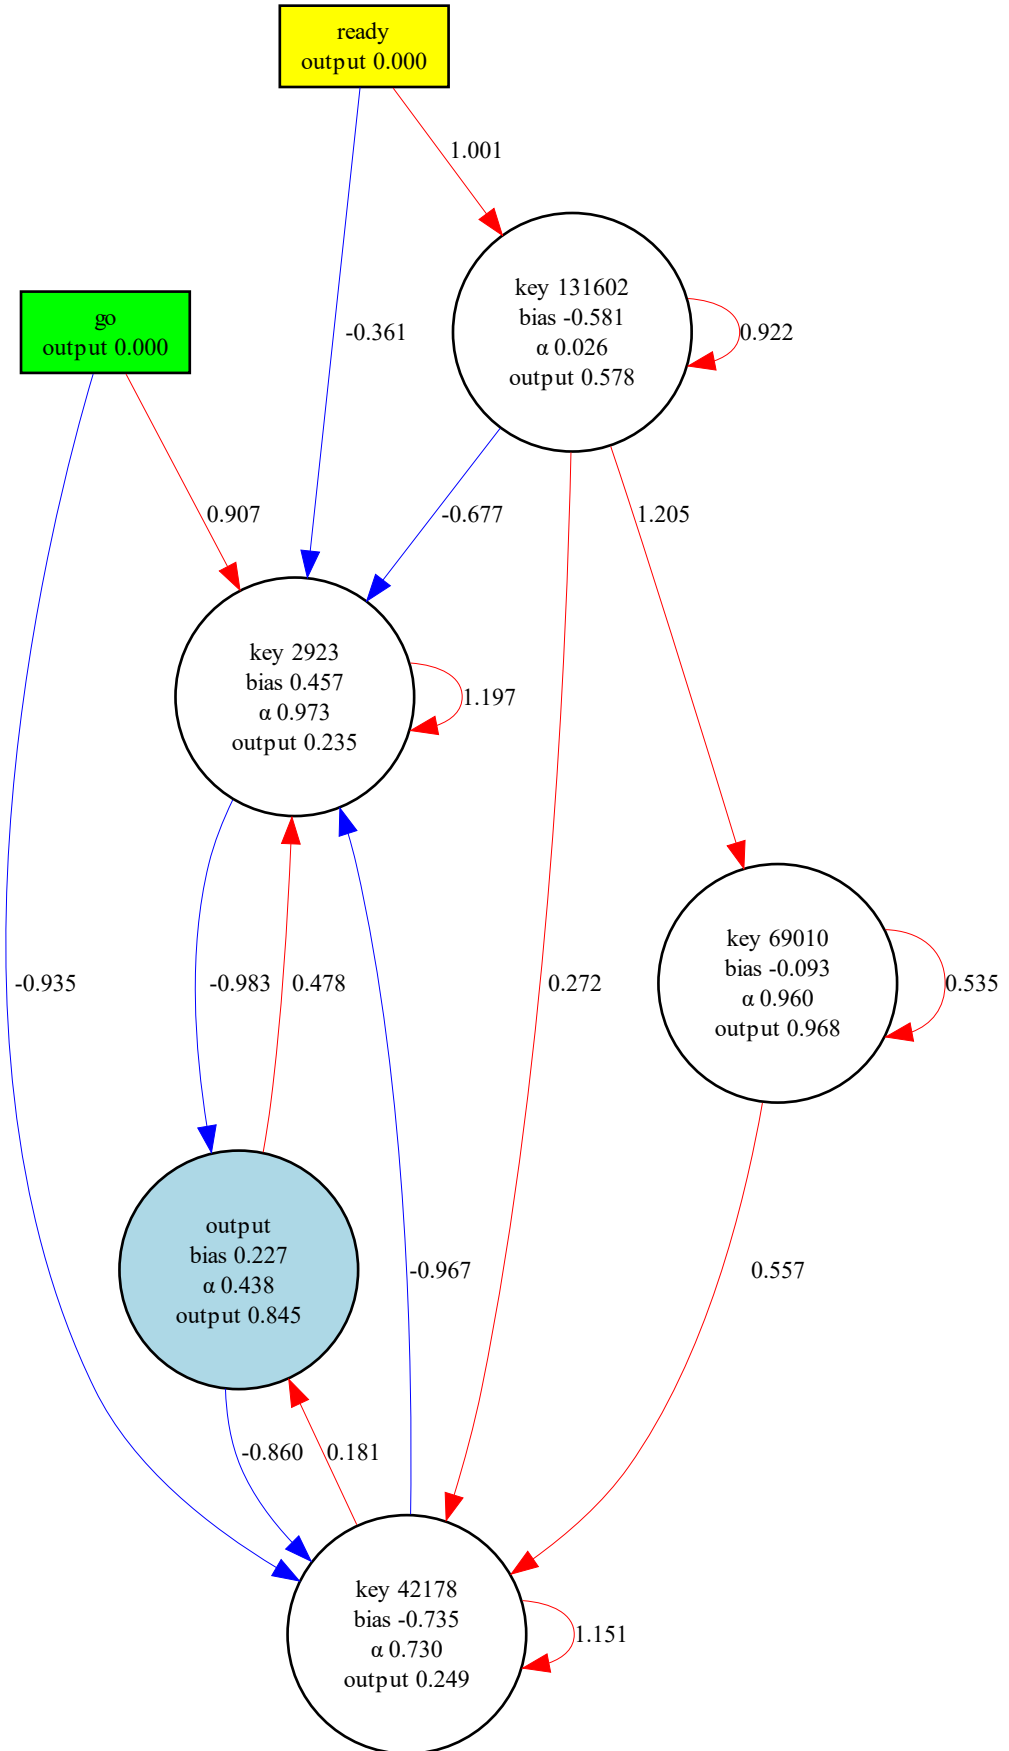 ready
output 0.000
1.001
key 131602
bias -0.581
α 0.026
output 0.578
0.922
go
output 0.000
-0.361
0.907
-0.677
1.205
key 2923
bias 0.457
α 0.973
output 0.235
1.197
key 69010
bias -0.093
α 0.960
output 0.968
0.535
-0.935
-0.983
0.478
0.272
output
bias 0.227
α 0.438
output 0.845
-0.967
0.557
-0.860
0.181
key 42178
bias -0.735
α 0.730
output 0.249
1.151